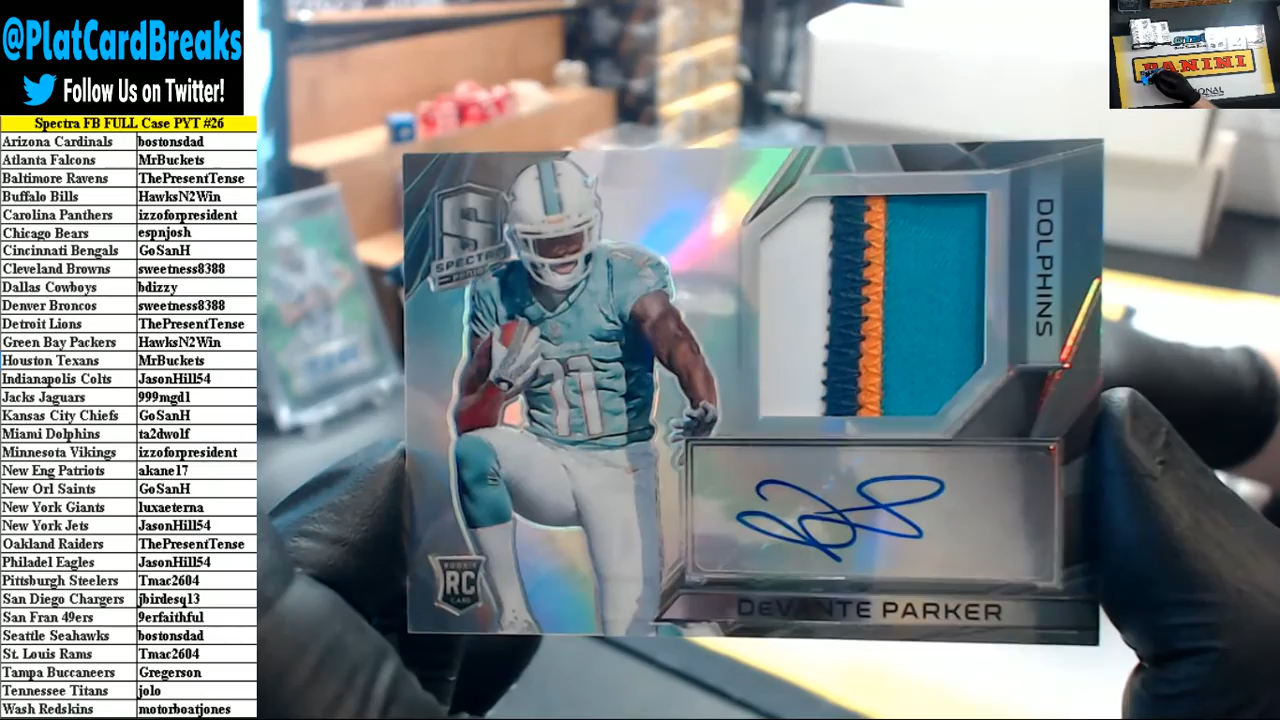 @PlatCardBreaks
Follow Us on Twitter!
Spectra FB FULL Case PYT #26
Arizona Cardinals bostonsdad
Atlanta Falcons MrBuckets
Baltimore Ravens ThePresentTense
Buffalo Bills HawksN2Win
Carolina Panthers izzoforpresident
Chicago Bears espnjosh
Cincinnati Bengals GoSanH
Cleveland Browns sweetness8388
Dallas Cowboys bdizzy
Denver Broncos sweetness8388
Detroit Lions ThePresentTense
Green Bay Packers HawksN2Win
Houston Texans MrBuckets
Indianapolis Colts JasonHill54
Jacks Jaguars 999mgd1
Kansas City Chiefs GoSanH
Miami Dolphins ta2dwolf
Minnesota Vikings izzoforpresident
New Eng Patriots akane17
New Orl Saints GoSanH
New York Giants luxaeterna
New York Jets JasonHill54
Oakland Raiders ThePresentTense
Philadel Eagles JasonHill54
Pittsburgh Steelers Tmac2604
San Diego Chargers jbirdesq13
San Fran 49ers 9erfaithful
Seattle Seahawks bostonsdad
St. Louis Rams Tmac2604
Tampa Buccaneers Gregerson
Tennessee Titans jolo
Wash Redskins motorboatjones
S
SPECTRA
11
DOLPHINS
ROOKIE
RC
CARD
DEVANTE PARKER
PANINI